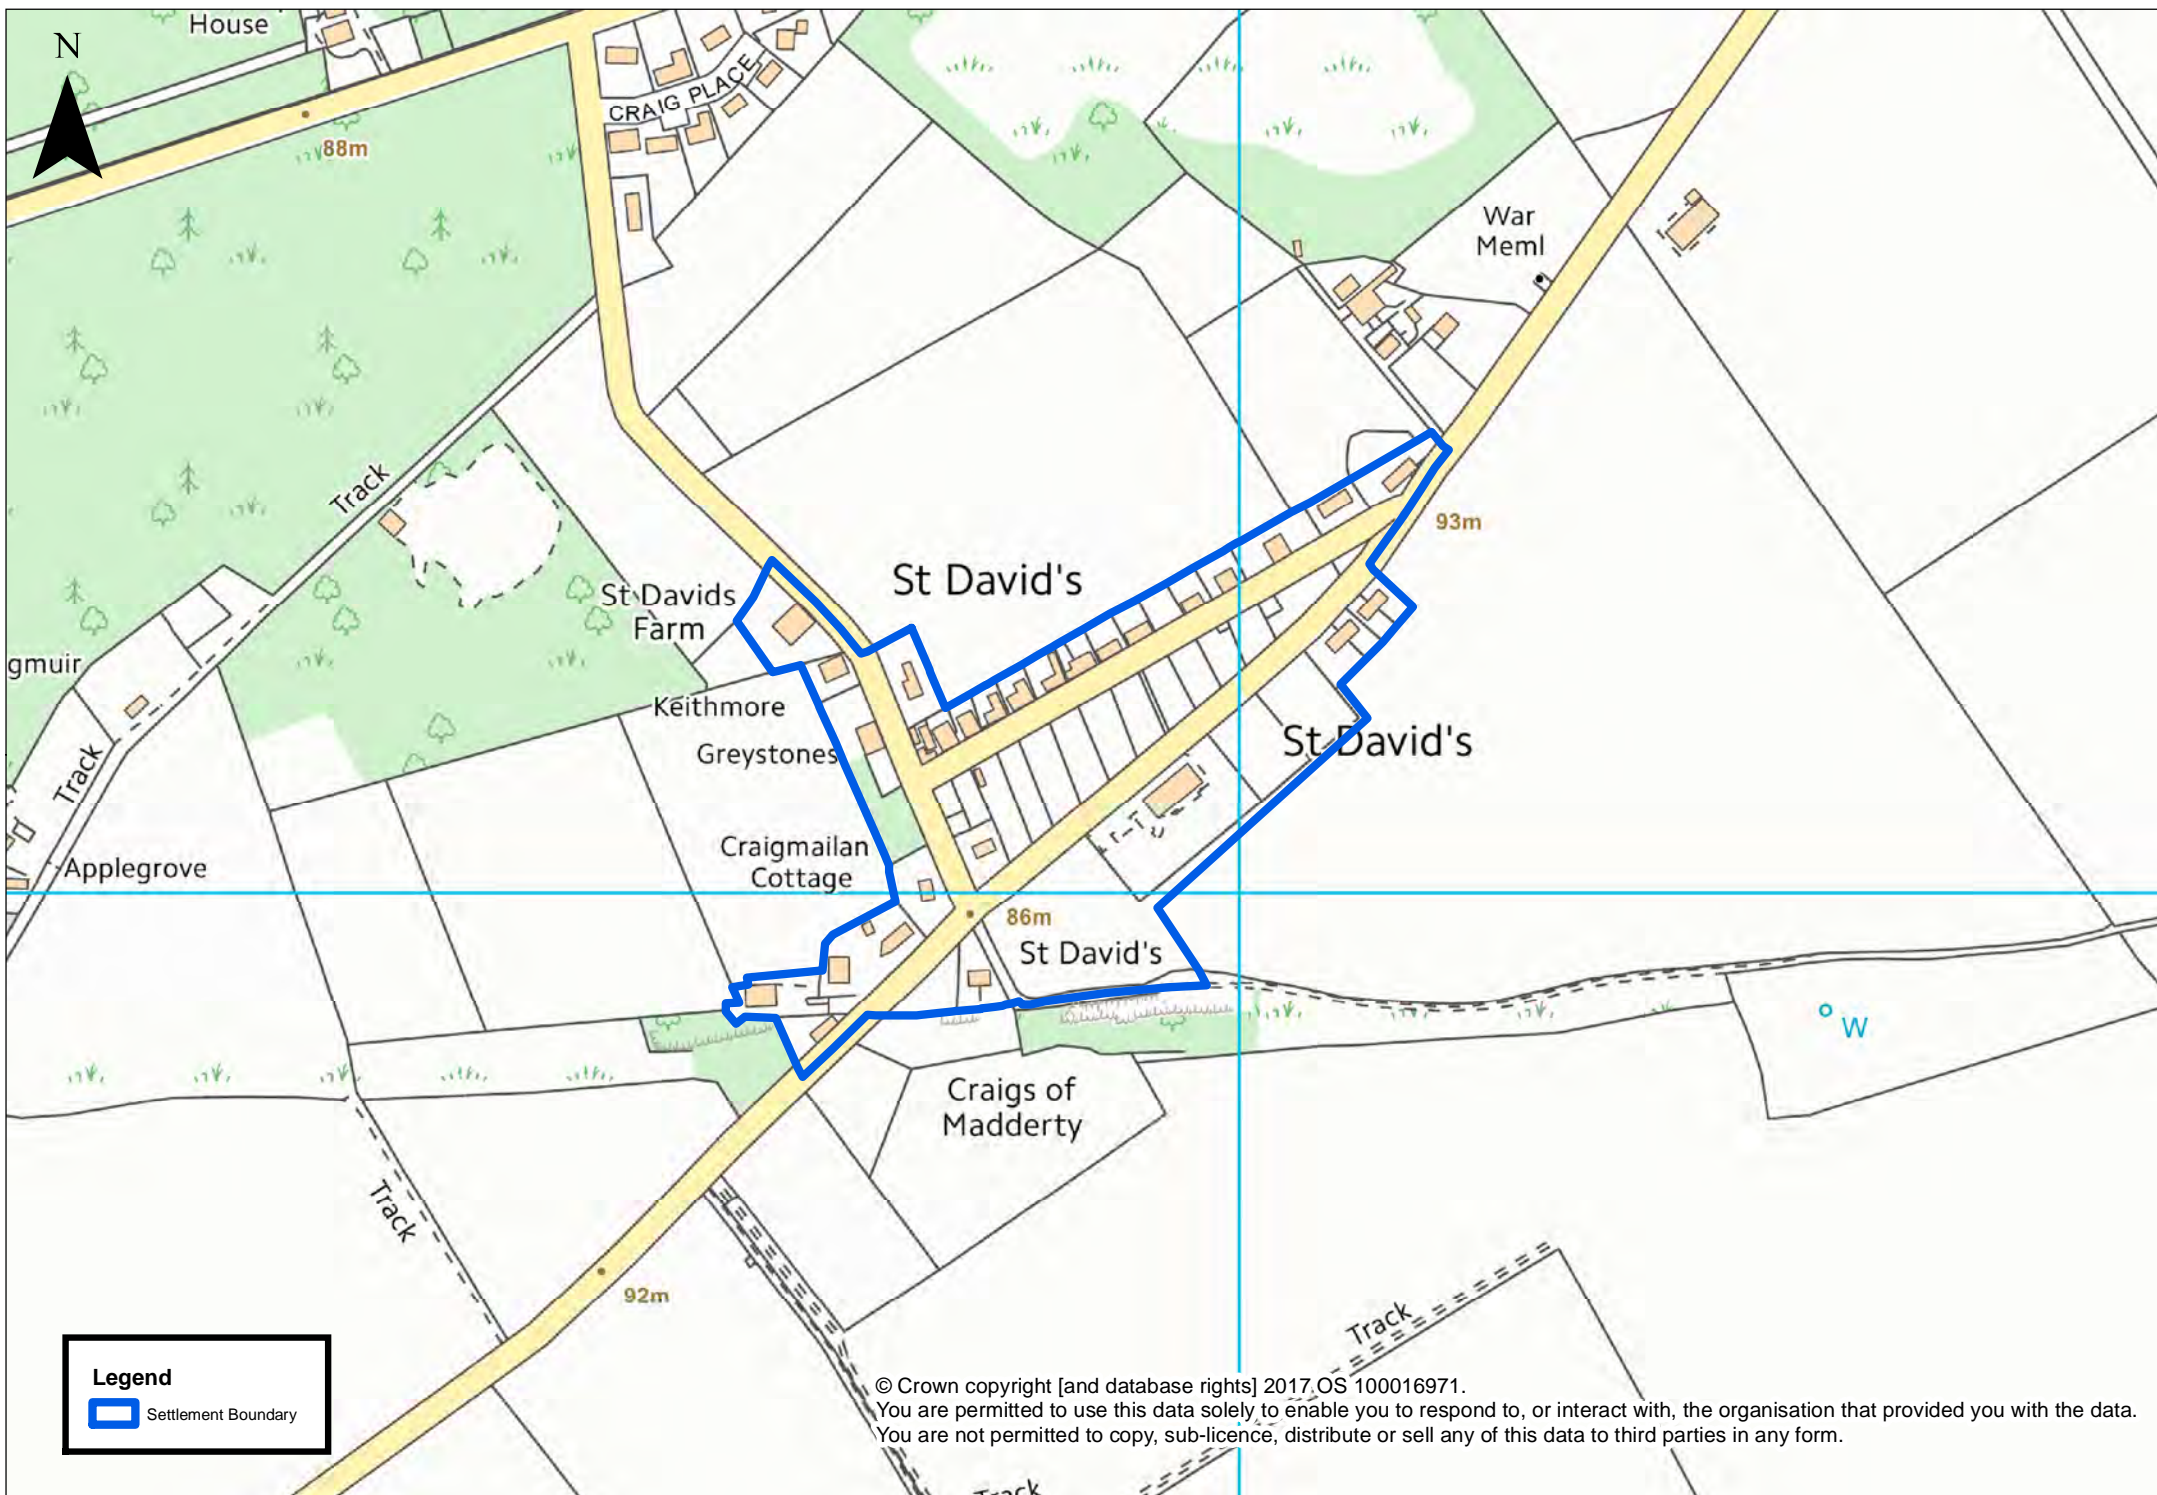 House
N
CRAIG PLACE
88m
War
Meml
Track
93m
St David's
St Davids
Farm
gmuir
Keithmore
Greystones
St David's
Track
Craigmailan
Cottage
Applegrove
86m
St David's
W
Craigs of
Madderty
Track
92m
Track
Legend
Settlement Boundary
© Crown copyright [and database rights] 2017 OS 100016971.
You are permitted to use this data solely to enable you to respond to, or interact with, the organisation that provided you with the data.
You are not permitted to copy, sub-licence, distribute or sell any of this data to third parties in any form.
Track